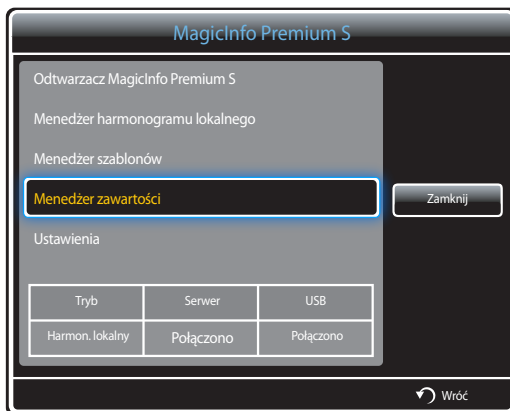 MagicInfo Premium S
Odtwarzacz MagicInfo Premium S
Menedżer harmonogramu lokalnego
Menedżer szablonów
Menedżer zawartości
Zamknij
Ustawienia
Tryb Serwer USB
Harmon. lokalny Połączono Połączono
Wróć